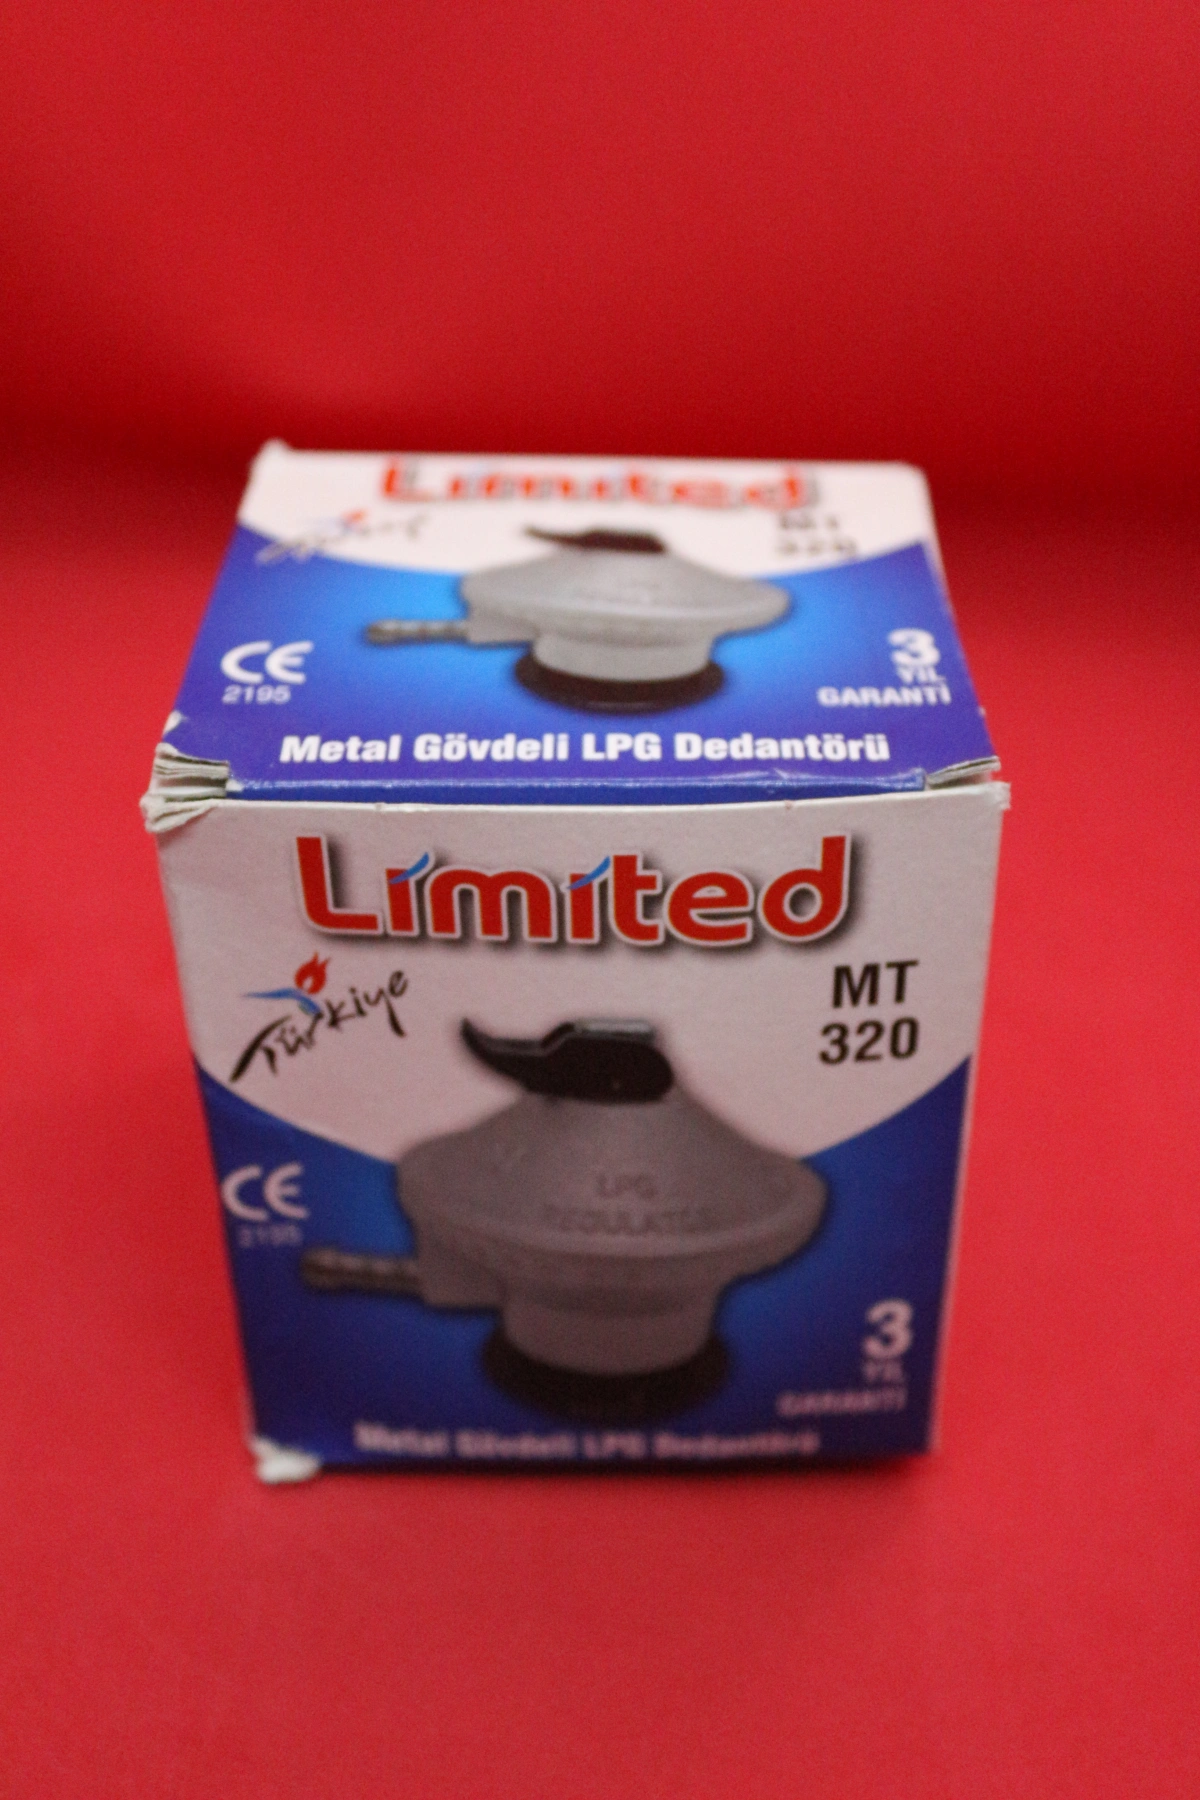 Limited
MT
320
CE
2195
3
YIL
GARANTİ
Metal Gövdeli LPG Dedantörü
Limited
Türkiye
MT
320
LPG
REGULATOR
CE
2195
3
YIL
GARANTİ
Metal Gövdeli LPG Dedantörü